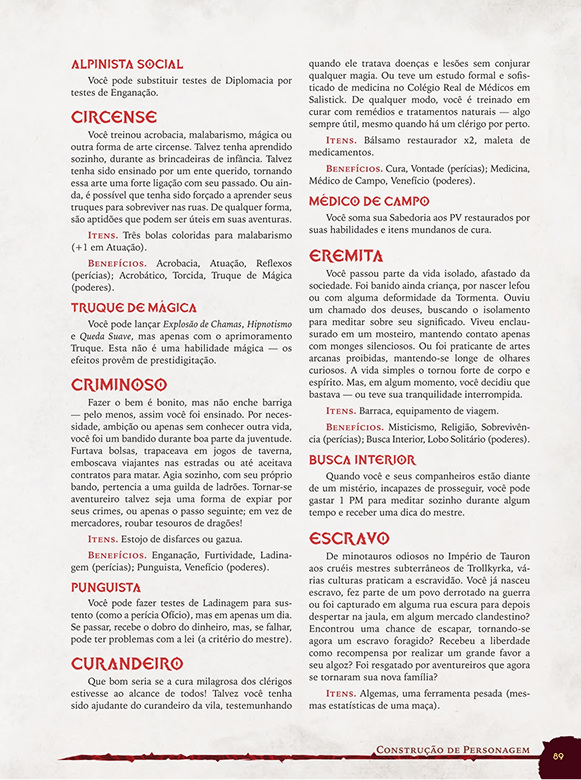 ALPINISTA SOCIAL
Você pode substituir testes de Diplomacia por
testes de Enganação.
CIRCENSE
Você treinou acrobacia, malabarismo, mágica ou
outra forma de arte circense. Talvez tenha aprendido
sozinho, durante as brincadeiras de infância. Talvez
tenha sido ensinado por um ente querido, tornando
essa arte uma forte ligação com seu passado. Ou ain-
da, é possível que tenha sido forçado a aprender seus
truques para sobreviver nas ruas. De qualquer forma,
são aptidões que podem ser úteis em suas aventuras.
ITENS. Três bolas coloridas para malabarismo
(+1 em Atuação).
BENEFÍCIOS. Acrobacia, Atuação, Reflexos
(perícias); Acrobático, Torcida, Truque de Mágica
(poderes).
TRUQUE DE MÁGICA
Você pode lançar Explosão de Chamas, Hipnotismo
e Queda Suave, mas apenas com o aprimoramento
Truque. Esta não é uma habilidade mágica — os
efeitos provêm de prestidigitação.
CRIMINOSO
Fazer o bem é bonito, mas não enche barriga
— pelo menos, assim você foi ensinado. Por neces-
sidade, ambição ou apenas sem conhecer outra vida,
você foi um bandido durante boa parte da juventude.
Furtava bolsas, trapaceava em jogos de taverna,
emboscava viajantes nas estradas ou até aceitava
contratos para matar. Agia sozinho, com seu próprio
bando, pertencia a uma guilda de ladrões. Tornar-se
aventureiro talvez seja uma forma de expiar por
seus crimes, ou apenas o passo seguinte; em vez de
mercadores, roubar tesouros de dragões!
ITENS. Estojo de disfarces ou gazua.
BENEFÍCIOS. Enganação, Furtividade, Ladina-
gem (perícias); Punguista, Venefício (poderes).
PUNGUISTA
Você pode fazer testes de Ladinagem para sus-
tento (como a perícia Ofício), mas em apenas um dia.
Se passar, recebe o dobro do dinheiro, mas, se falhar,
pode ter problemas com a lei (a critério do mestre).
CURANDEIRO
Que bom seria se a cura milagrosa dos clérigos
estivesse ao alcance de todos! Talvez você tenha
sido ajudante do curandeiro da vila, testemunhando
quando ele tratava doenças e lesões sem conjurar
qualquer magia. Ou teve um estudo formal e sofis-
ticado de medicina no Colégio Real de Médicos em
Salistick. De qualquer modo, você é treinado em
curar com remédios e tratamentos naturais — algo
sempre útil, mesmo quando há um clérigo por perto.
ITENS. Bálsamo restaurador x2, maleta de
medicamentos.
BENEFÍCIOS. Cura, Vontade (perícias); Medicina,
Médico de Campo, Venefício (poderes).
MÉDICO DE CAMPO
Você soma sua Sabedoria aos PV restaurados por
suas habilidades e itens mundanos de cura.
EREMITA
Você passou parte da vida isolado, afastado da
sociedade. Foi banido ainda criança, por nascer lefou
ou com alguma deformidade da Tormenta. Ouviu
um chamado dos deuses, buscando o isolamento
para meditar sobre seu significado. Viveu enclau-
surado em um mosteiro, mantendo contato apenas
com monges silenciosos. Ou foi praticante de artes
arcanas proibidas, mantendo-se longe de olhares
curiosos. A vida simples o tornou forte de corpo e
espírito. Mas, em algum momento, você decidiu que
bastava — ou teve sua tranquilidade interrompida.
ITENS. Barraca, equipamento de viagem.
BENEFÍCIOS. Misticismo, Religião, Sobrevivên-
cia (perícias); Busca Interior, Lobo Solitário (poderes).
BUSCA INTERIOR
Quando você e seus companheiros estão diante
de um mistério, incapazes de prosseguir, você pode
gastar 1 PM para meditar sozinho durante algum
tempo e receber uma dica do mestre.
ESCRAVO
De minotauros odiosos no Império de Tauron
aos cruéis mestres subterrâneos de Trollkyrka, vá-
rias culturas praticam a escravidão. Você já nasceu
escravo, fez parte de um povo derrotado na guerra
ou foi capturado em alguma rua escura para depois
despertar na jaula, em algum mercado clandestino?
Encontrou uma chance de escapar, tornando-se
agora um escravo foragido? Recebeu a liberdade
como recompensa por realizar um grande favor a
seu algoz? Foi resgatado por aventureiros que agora
se tornaram sua nova família?
ITENS. Algemas, uma ferramenta pesada (mes-
mas estatísticas de uma maça).
CONSTRUÇÃO DE PERSONAGEM
89